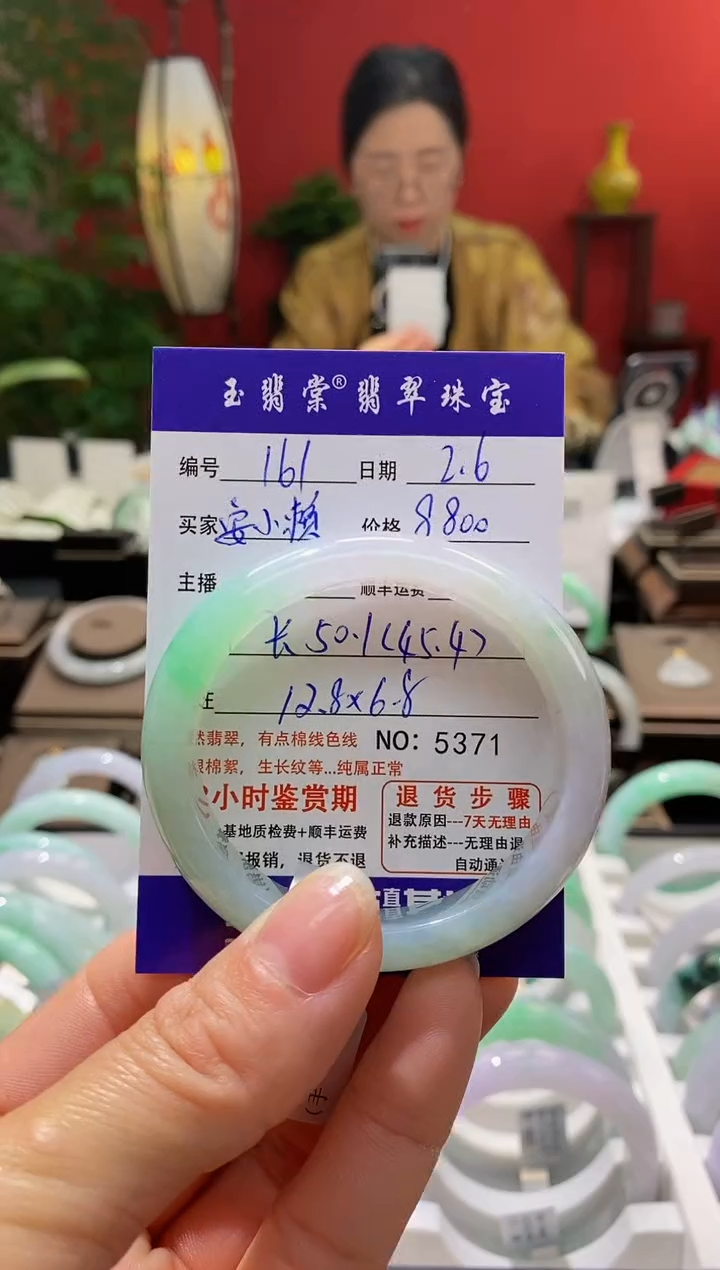 玉翡棠®翡翠珠宝
编号 161 日期 2.6
买家 安小赖 价格 8800
主播 顺丰运费
长50.1(45.4)
12.8×6.8
然翡翠，有点棉线色线 NO: 5371
棉絮，生长纹等...纯属正常
小时鉴赏期
退货步骤
退款原因---7天无理由
基地质检费+顺丰运费
补充描述---无理由退
报销，退货不退
自动通